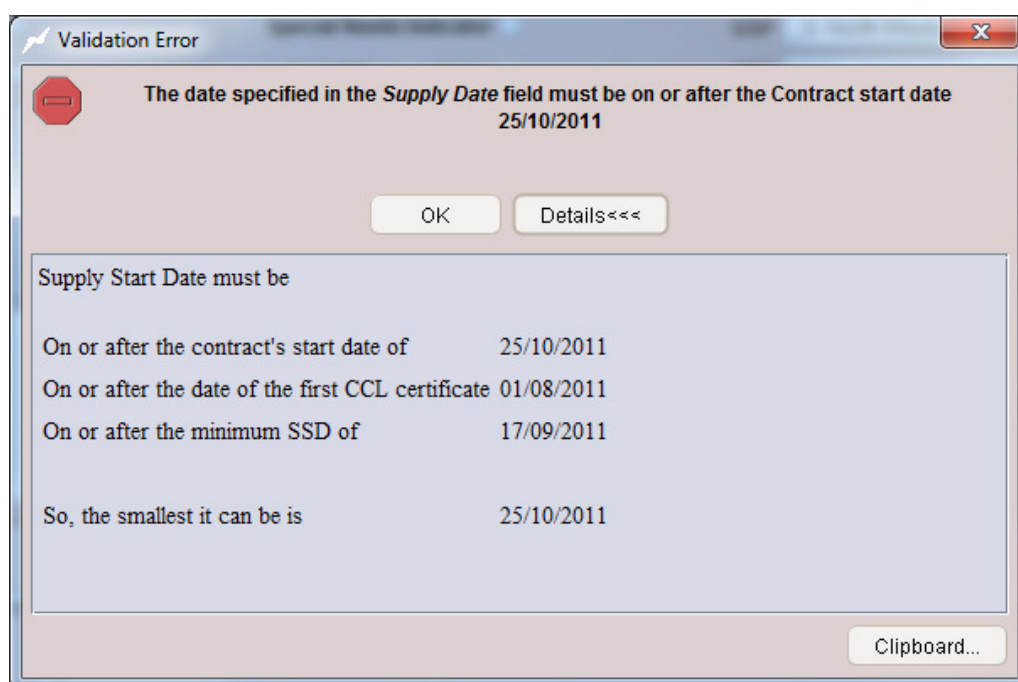 Special Needs Indicator
Validation Error
The date specified in the Supply Date field must be on or after the Contract start date
25/10/2011
OK
Details<<<
Supply Start Date must be
On or after the contract's start date of 25/10/2011
On or after the date of the first CCL certificate 01/08/2011
On or after the minimum SSD of 17/09/2011
So, the smallest it can be is 25/10/2011
Clipboard...